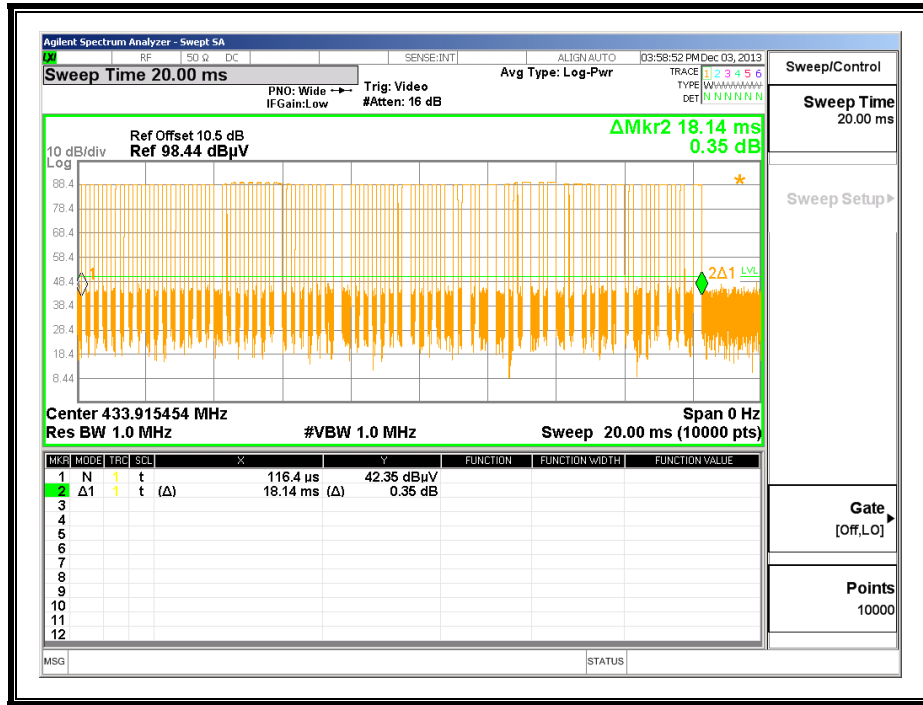 Agilent Spectrum Analyzer - Swept SA
LXI RF 50 Ω DC SENSE:INT ALIGN AUTO 03:58:52 PM Dec 03, 2013
Sweep Time 20.00 ms
PNO: Wide
IFGain:Low
Trig: Video
#Atten: 16 dB
Avg Type: Log-Pwr
TRACE 1 2 3 4 5 6
TYPE
DET N N N N N N
Ref Offset 10.5 dB
Ref 98.44 dBµV
10 dB/div
Log
ΔMkr2 18.14 ms
0.35 dB
88.4
78.4
68.4
58.4
48.4
38.4
28.4
18.4
8.44
1
2Δ1
LVL
Center 433.915454 MHz
Span 0 Hz
Res BW 1.0 MHz
#VBW 1.0 MHz
Sweep 20.00 ms (10000 pts)
MKR MODE TRC SCL X Y FUNCTION FUNCTION WIDTH FUNCTION VALUE
1 N 1 t 116.4 µs 42.35 dBµV
2 Δ1 1 t (Δ) 18.14 ms (Δ) 0.35 dB
3
4
5
6
7
8
9
10
11
12
MSG
STATUS
Sweep/Control
Sweep Time
20.00 ms
Sweep Setup
Gate
[Off,LO]
Points
10000